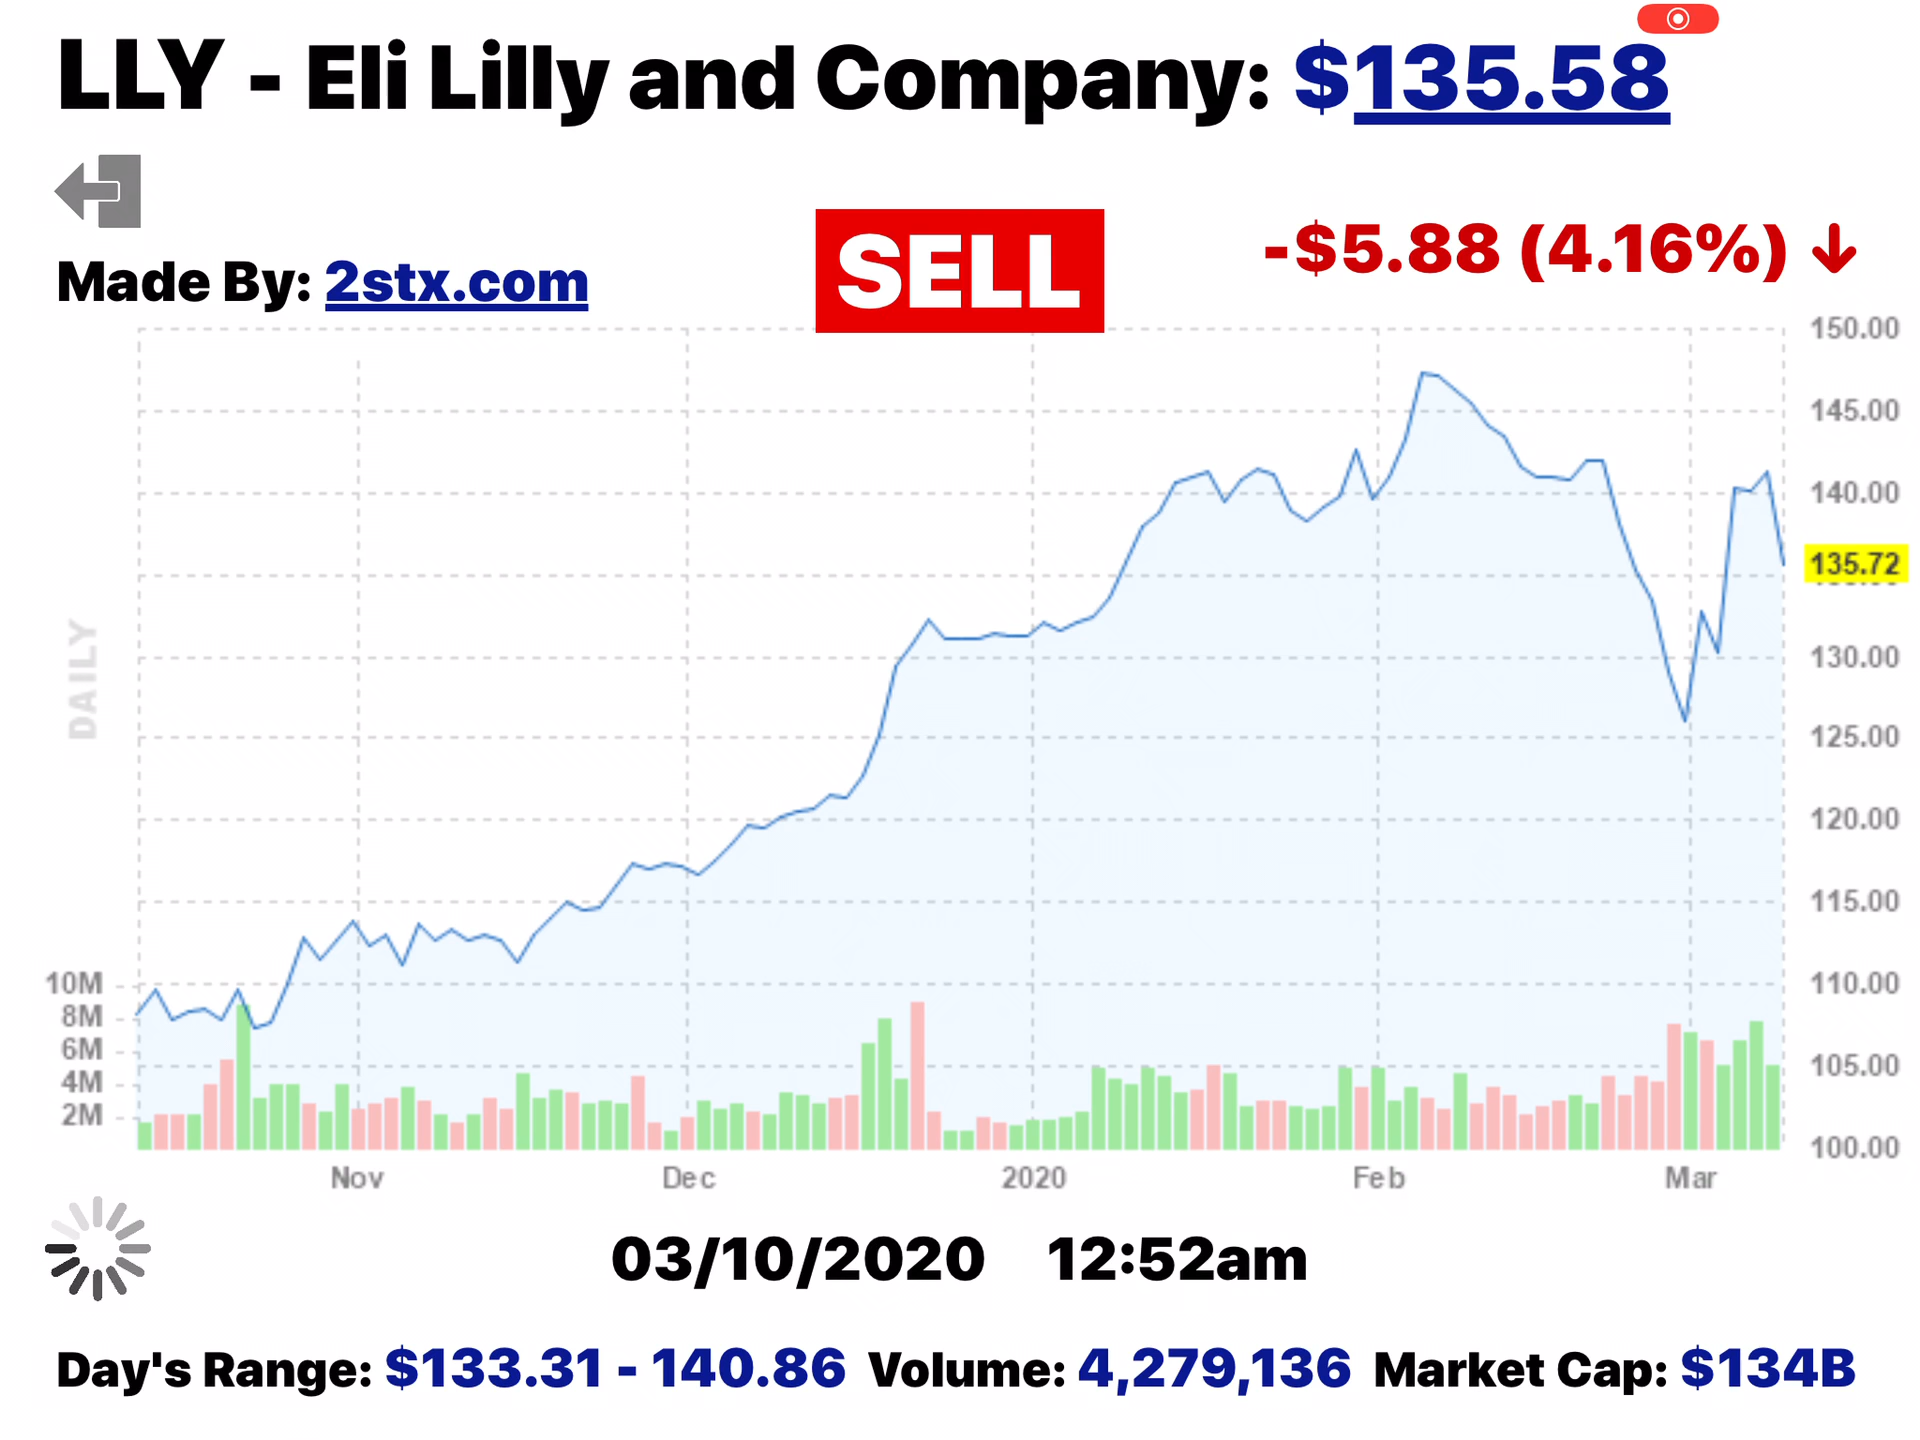 LLY - Eli Lilly and Company: $135.58
Made By: 2stx.com
SELL
-$5.88 (4.16%) ↓
150.00
145.00
140.00
135.72
130.00
125.00
120.00
115.00
110.00
105.00
100.00
DAILY
10M
8M
6M
4M
2M
Nov Dec 2020 Feb Mar
03/10/2020 12:52am
Day's Range: $133.31 - 140.86 Volume: 4,279,136 Market Cap: $134B